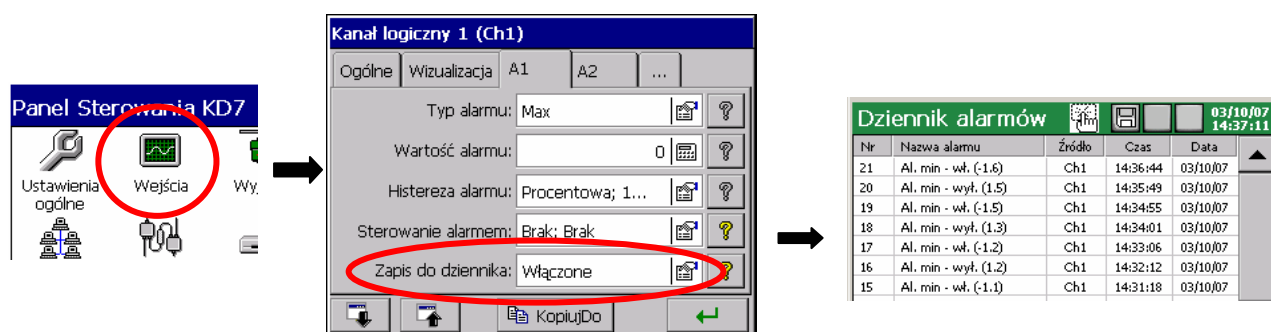 Panel Sterowania KD7
Ustawienia ogólne
Wejścia
Kanał logiczny 1 (Ch1)
Ogólne Wizualizacja A1 A2 ...
Typ alarmu: Max
Wartość alarmu: 0
Histereza alarmu: Procentowa; 1...
Sterowanie alarmem: Brak; Brak
Zapis do dziennika: Włączone
KopiujDo
Dziennik alarmów 03/10/07
14:37:11
Nr Nazwa alarmu Źródło Czas Data
21 Al. min - wł. (-1.6) Ch1 14:36:44 03/10/07
20 Al. min - wył. (1.5) Ch1 14:35:49 03/10/07
19 Al. min - wł. (-1.5) Ch1 14:34:55 03/10/07
18 Al. min - wył. (1.3) Ch1 14:34:01 03/10/07
17 Al. min - wł. (-1.2) Ch1 14:33:06 03/10/07
16 Al. min - wył. (1.2) Ch1 14:32:12 03/10/07
15 Al. min - wł. (-1.1) Ch1 14:31:18 03/10/07